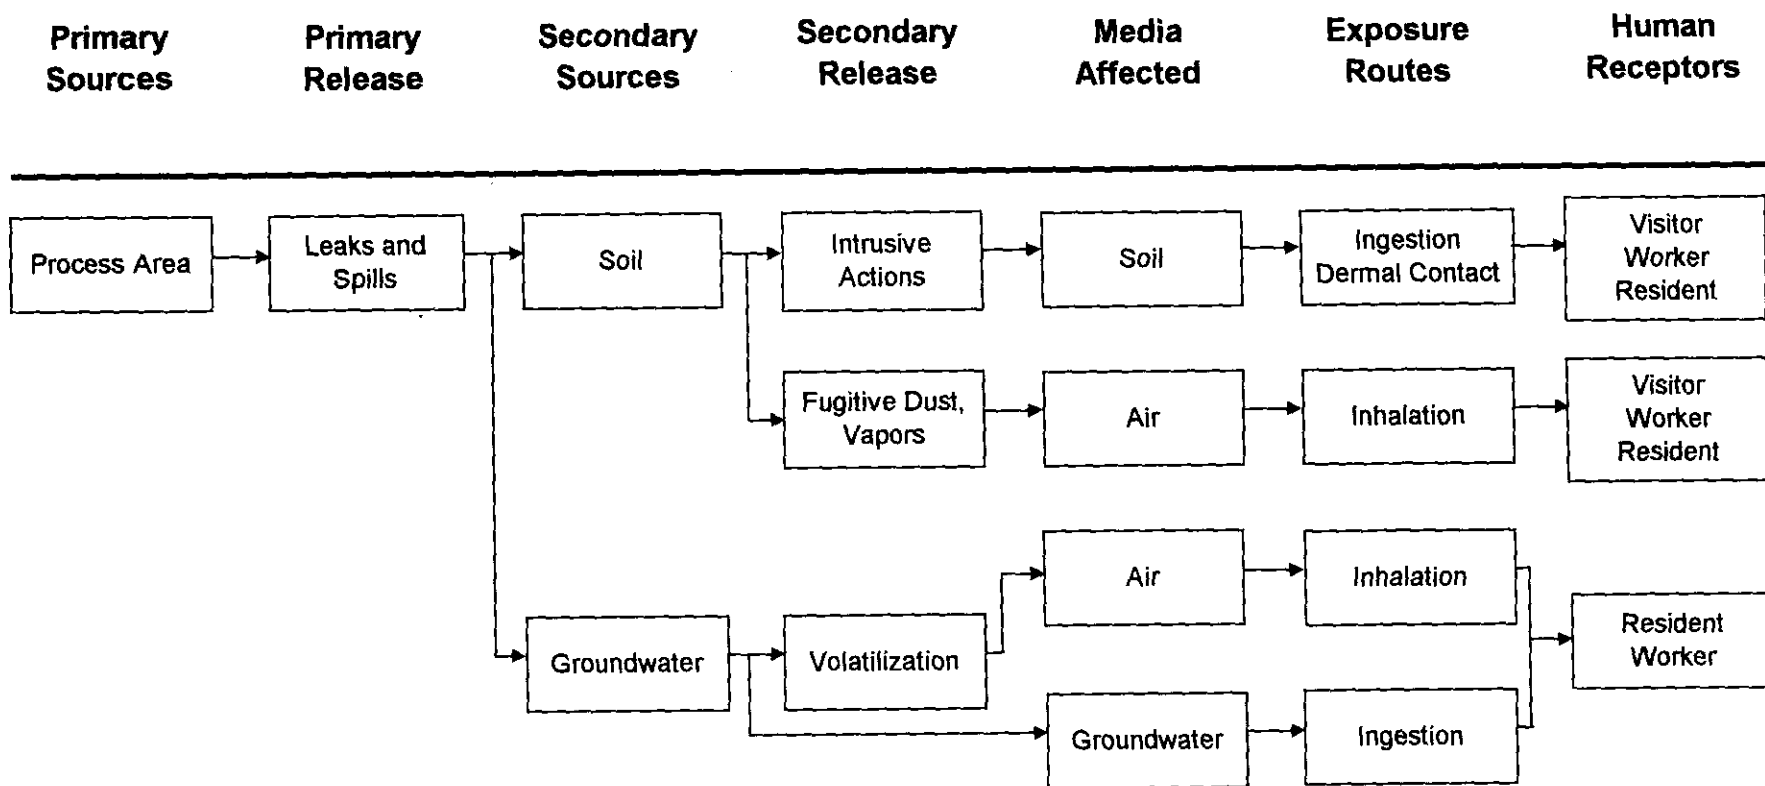 Primary
Sources
Primary
Release
Secondary
Sources
Secondary
Release
Media
Affected
Exposure
Routes
Human
Receptors
Process Area
Leaks and
Spills
Soil
Intrusive
Actions
Soil
Ingestion
Dermal Contact
Visitor
Worker
Resident
Fugitive Dust,
Vapors
Air
Inhalation
Visitor
Worker
Resident
Air
Inhalation
Groundwater
Volatilization
Resident
Worker
Groundwater
Ingestion